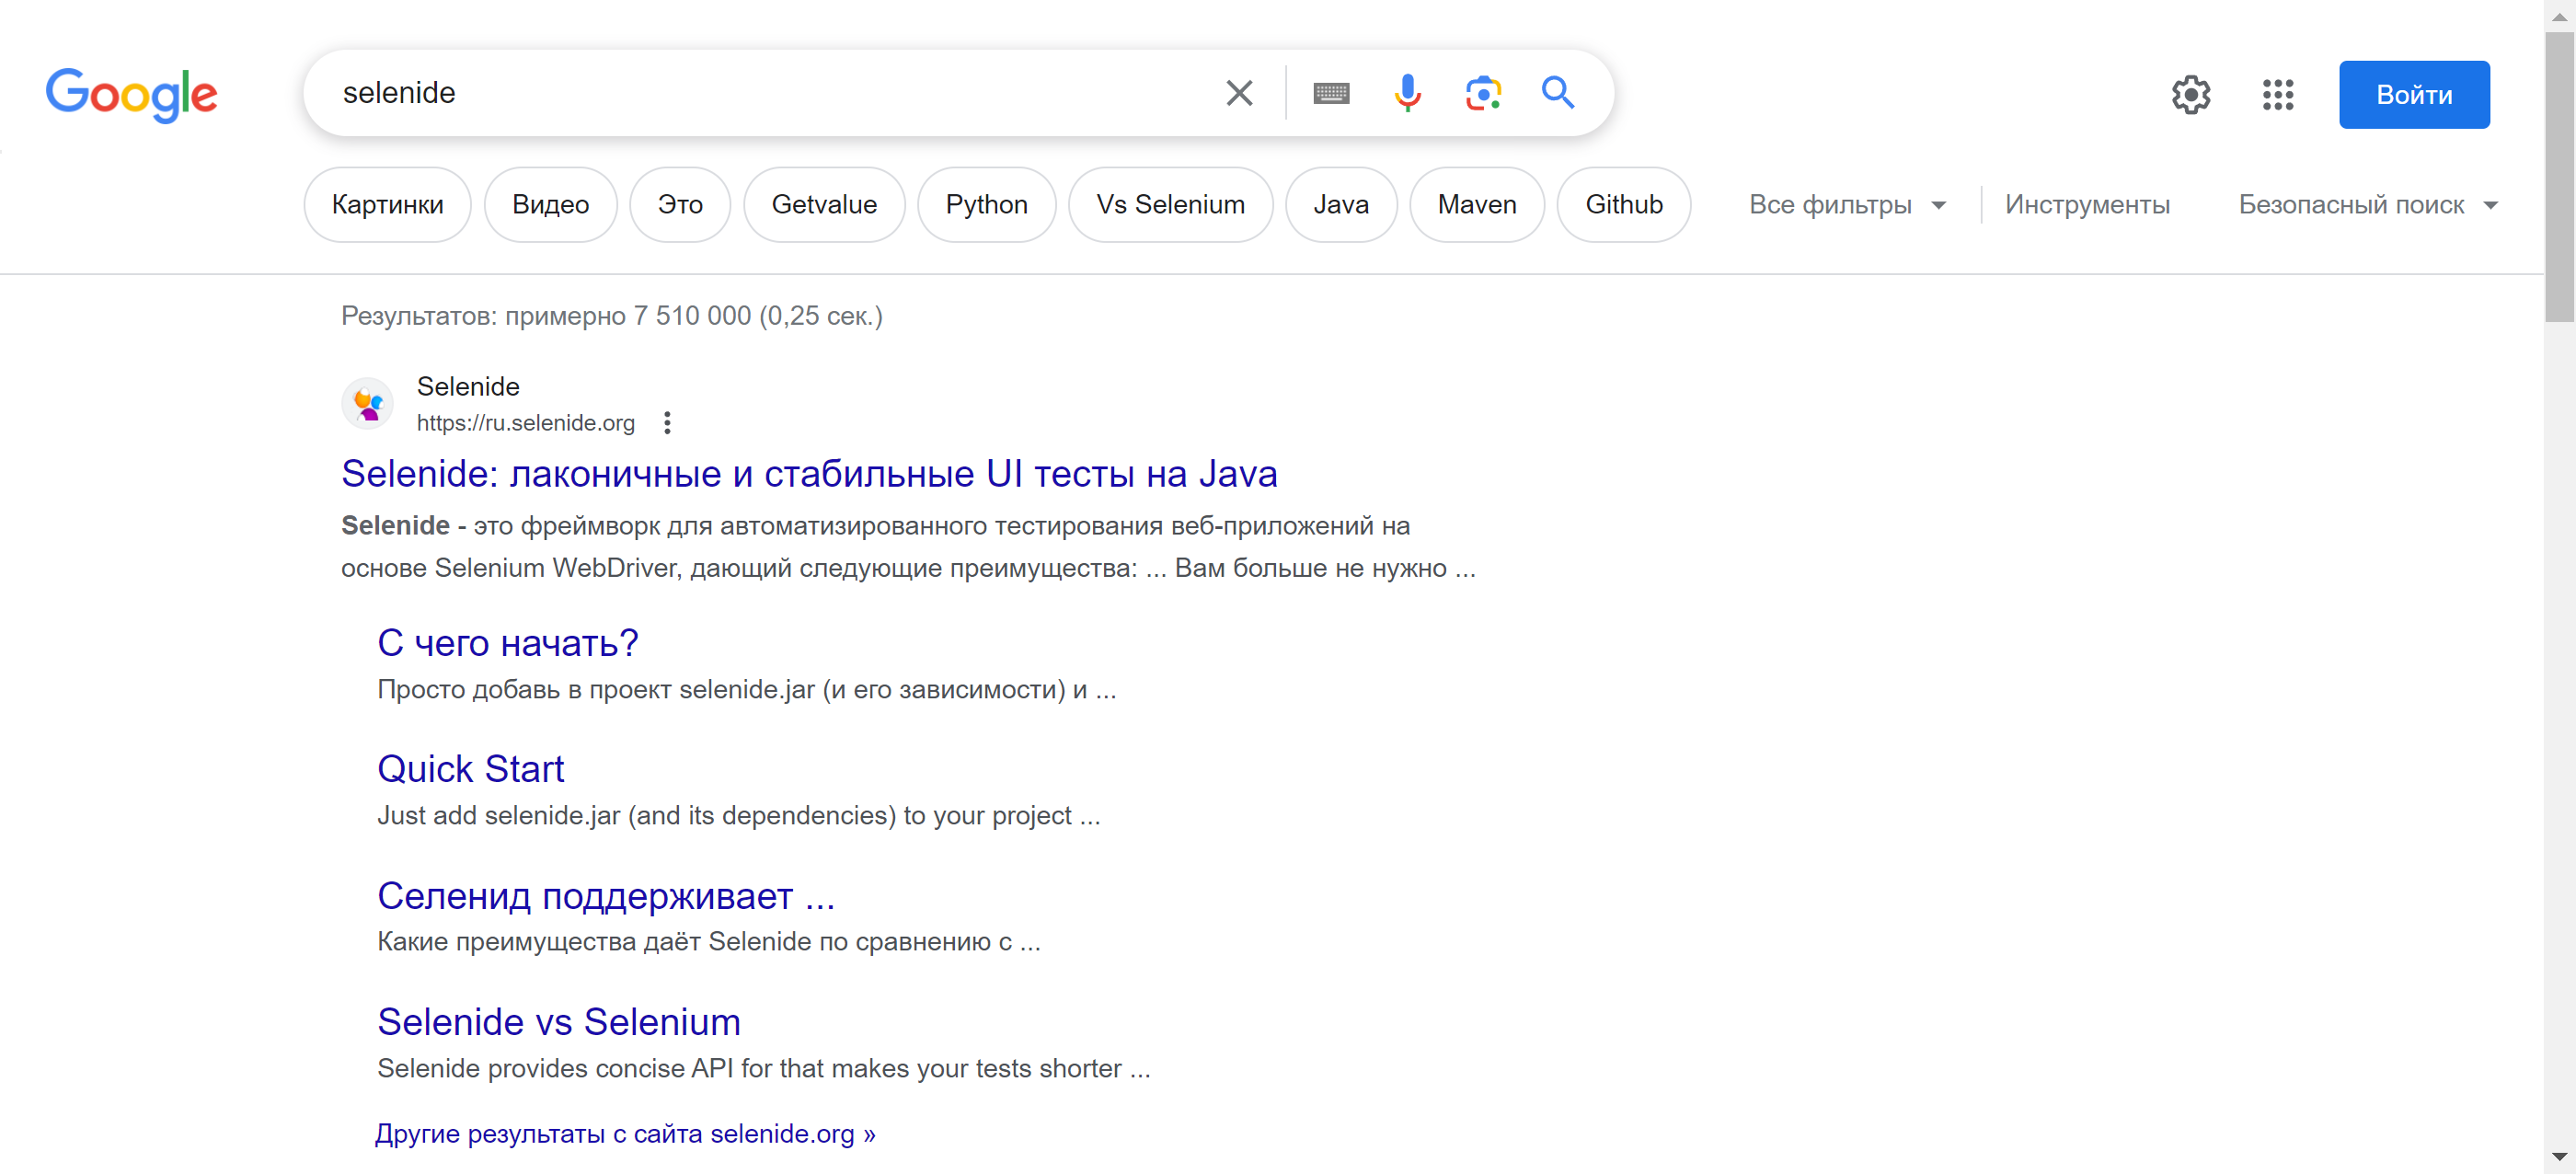 Google
selenide
Войти
Картинки
Видео
Это
Getvalue
Python
Vs Selenium
Java
Maven
Github
Все фильтры
Инструменты
Безопасный поиск
Результатов: примерно 7 510 000 (0,25 сек.)
Selenide
https://ru.selenide.org
Selenide: лаконичные и стабильные UI тесты на Java
Selenide - это фреймворк для автоматизированного тестирования веб-приложений на
основе Selenium WebDriver, дающий следующие преимущества: ... Вам больше не нужно ...
С чего начать?
Просто добавь в проект selenide.jar (и его зависимости) и ...
Quick Start
Just add selenide.jar (and its dependencies) to your project ...
Селенид поддерживает ...
Какие преимущества даёт Selenide по сравнению с ...
Selenide vs Selenium
Selenide provides concise API for that makes your tests shorter ...
Другие результаты с сайта selenide.org »